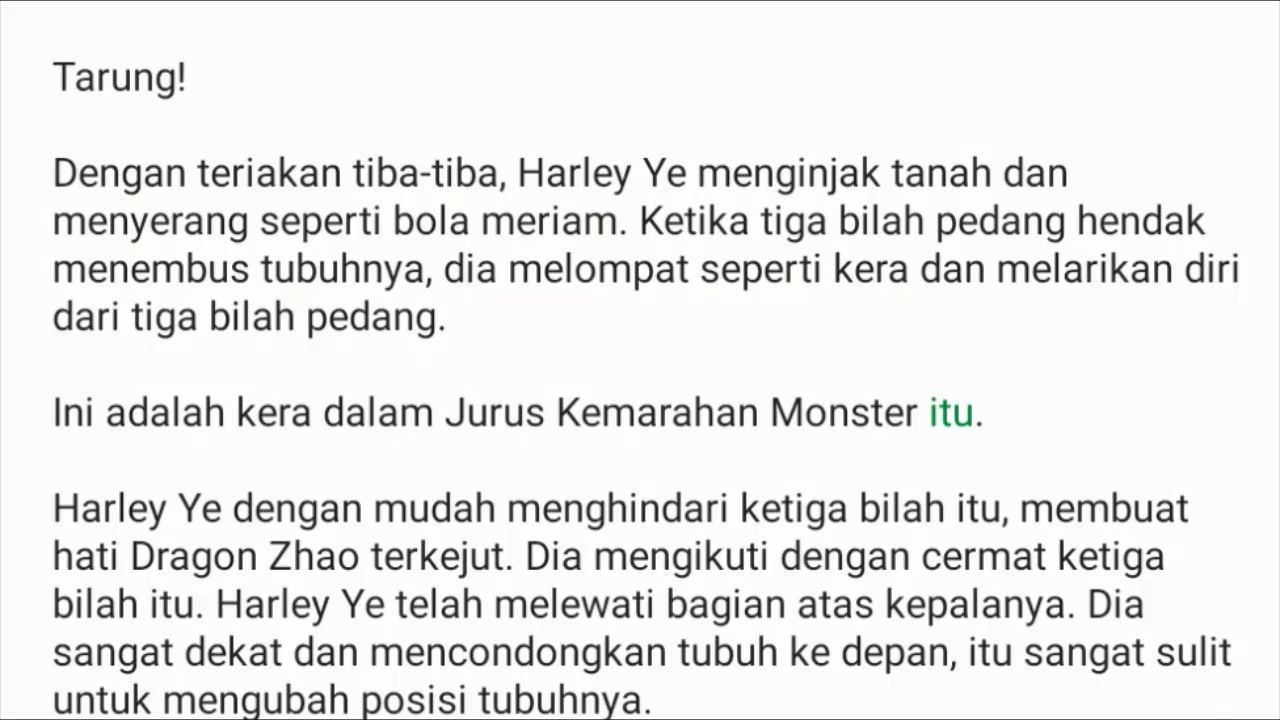 Tarung!
Dengan teriakan tiba-tiba, Harley Ye menginjak tanah dan
menyerang seperti bola meriam. Ketika tiga bilah pedang hendak
menembus tubuhnya, dia melompat seperti kera dan melarikan diri
dari tiga bilah pedang.
Ini adalah kera dalam Jurus Kemarahan Monster itu.
Harley Ye dengan mudah menghindari ketiga bilah itu, membuat
hati Dragon Zhao terkejut. Dia mengikuti dengan cermat ketiga
bilah itu. Harley Ye telah melewati bagian atas kepalanya. Dia
sangat dekat dan mencondongkan tubuh ke depan, itu sangat sulit
untuk mengubah posisi tubuhnya.